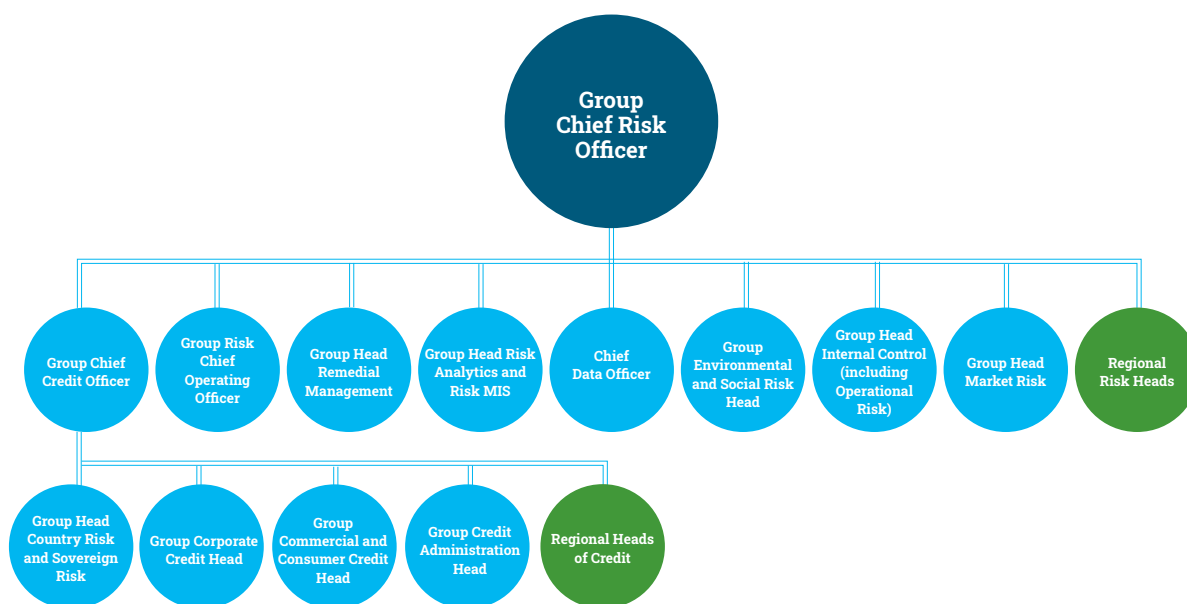 Group
Chief Risk
Officer
Group Chief
Credit Officer
Group Risk
Chief
Operating
Officer
Group Head
Remedial
Management
Group Head Risk
Analytics and
Risk MIS
Chief
Data Officer
Group
Environmental
and Social Risk
Head
Group Head
Internal Control
(including
Operational
Risk)
Group Head
Market Risk
Regional
Risk Heads
Group Head
Country Risk
and Sovereign
Risk
Group Corporate
Credit Head
Group
Commercial and
Consumer Credit
Head
Group Credit
Administration
Head
Regional Heads
of Credit